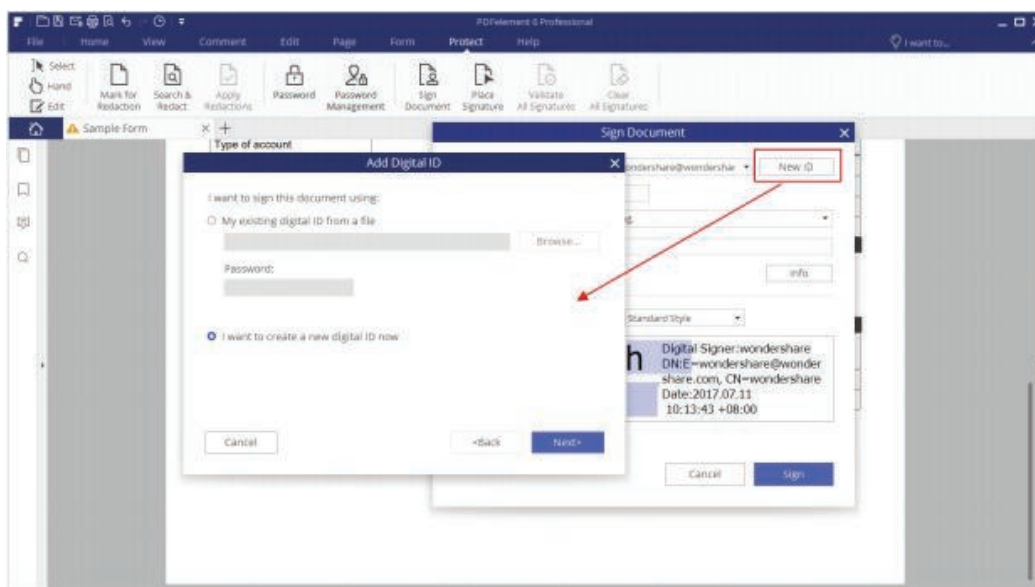 PDFelement 6 Professional
File Home View Comment Edit Page Form Protect Help I want to...
Select
Hand
Edit
Mark for Redaction
Search & Redact
Apply Redactions
Password
Password Management
Sign Document
Place Signature
Validate All Signatures
Clear All Signatures
Sample Form
Type of account
Sign Document
New ID
Info
Standard Style
Digital Signer:wondershare
DN:E=wondershare@wonder
share.com, CN=wondershare
Date:2017.07.11
10:13:43 +08:00
Cancel Sign
Add Digital ID
I want to sign this document using:
My existing digital ID from a file
Browse...
Password:
I want to create a new digital ID now
Cancel <Back Next>